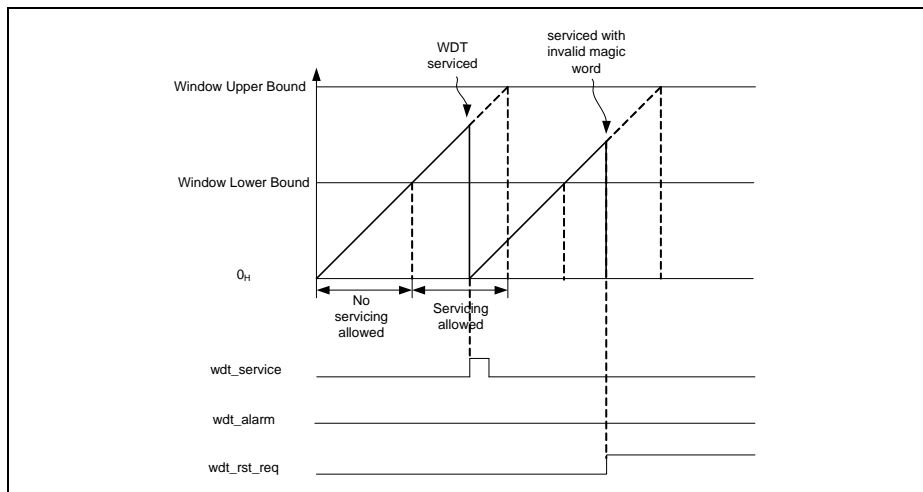 WDT
serviced
serviced with
invalid magic
word
Window Upper Bound
Window Lower Bound
0H
No
servicing
allowed
Servicing
allowed
wdt_service
wdt_alarm
wdt_rst_req